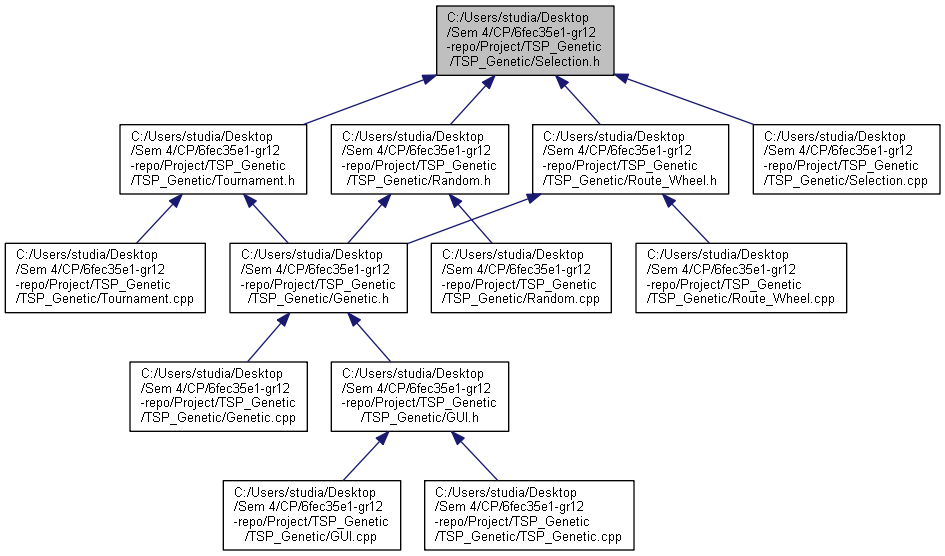 C:/Users/studia/Desktop
/Sem 4/CP/6fec35e1-gr12
-repo/Project/TSP_Genetic
/TSP_Genetic/Selection.h
C:/Users/studia/Desktop
/Sem 4/CP/6fec35e1-gr12
-repo/Project/TSP_Genetic
/TSP_Genetic/Tournament.h
C:/Users/studia/Desktop
/Sem 4/CP/6fec35e1-gr12
-repo/Project/TSP_Genetic
/TSP_Genetic/Random.h
C:/Users/studia/Desktop
/Sem 4/CP/6fec35e1-gr12
-repo/Project/TSP_Genetic
/TSP_Genetic/Route_Wheel.h
C:/Users/studia/Desktop
/Sem 4/CP/6fec35e1-gr12
-repo/Project/TSP_Genetic
/TSP_Genetic/Selection.cpp
C:/Users/studia/Desktop
/Sem 4/CP/6fec35e1-gr12
-repo/Project/TSP_Genetic
/TSP_Genetic/Tournament.cpp
C:/Users/studia/Desktop
/Sem 4/CP/6fec35e1-gr12
-repo/Project/TSP_Genetic
/TSP_Genetic/Genetic.h
C:/Users/studia/Desktop
/Sem 4/CP/6fec35e1-gr12
-repo/Project/TSP_Genetic
/TSP_Genetic/Random.cpp
C:/Users/studia/Desktop
/Sem 4/CP/6fec35e1-gr12
-repo/Project/TSP_Genetic
/TSP_Genetic/Route_Wheel.cpp
C:/Users/studia/Desktop
/Sem 4/CP/6fec35e1-gr12
-repo/Project/TSP_Genetic
/TSP_Genetic/Genetic.cpp
C:/Users/studia/Desktop
/Sem 4/CP/6fec35e1-gr12
-repo/Project/TSP_Genetic
/TSP_Genetic/GUI.h
C:/Users/studia/Desktop
/Sem 4/CP/6fec35e1-gr12
-repo/Project/TSP_Genetic
/TSP_Genetic/GUI.cpp
C:/Users/studia/Desktop
/Sem 4/CP/6fec35e1-gr12
-repo/Project/TSP_Genetic
/TSP_Genetic/TSP_Genetic.cpp